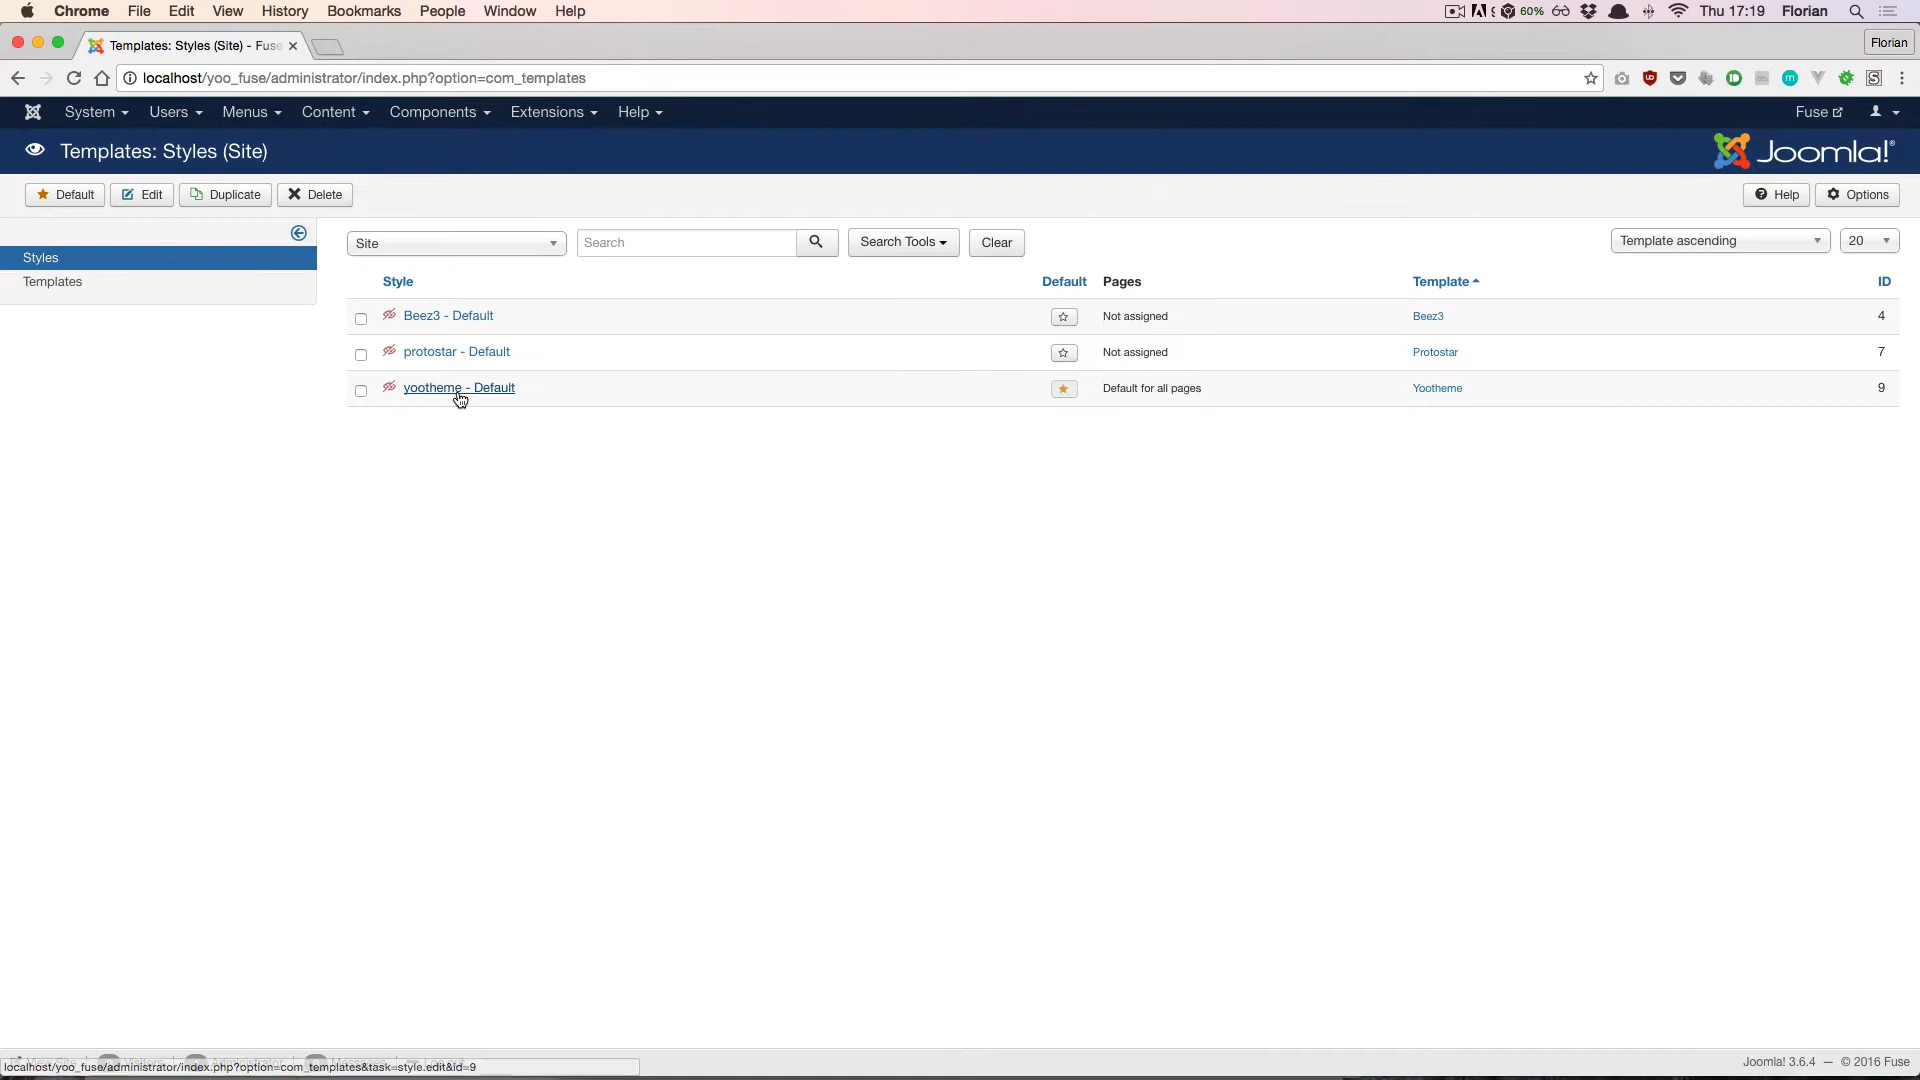 Chrome File Edit View History Bookmarks People Window Help 60% Thu 17:19 Florian
Templates: Styles (Site) - Fuse Florian
localhost/yoo_fuse/administrator/index.php?option=com_templates
System Users Menus Content Components Extensions Help Fuse
Templates: Styles (Site) Joomla!®
Default Edit Duplicate Delete Help Options
Site Search Search Tools Clear Template ascending 20
Styles
Templates
Style Default Pages Template ID
Beez3 - Default Not assigned Beez3 4
protostar - Default Not assigned Protostar 7
yootheme - Default Default for all pages Yootheme 9
localhost/yoo_fuse/administrator/index.php?option=com_templates&task=style.edit&id=9
Joomla! 3.6.4 — © 2016 Fuse